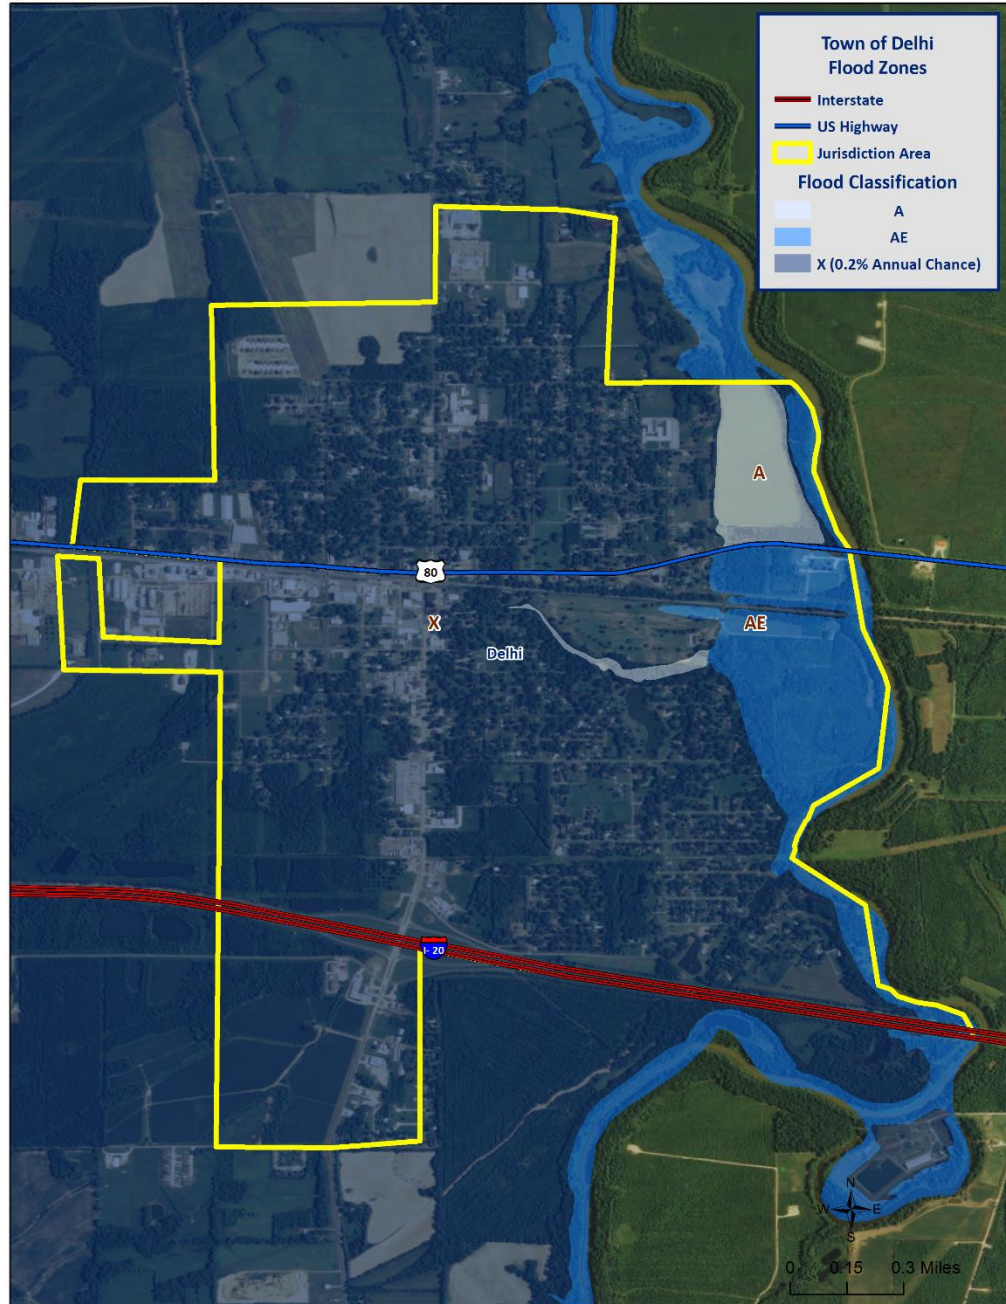 Town of Delhi
Flood Zones
Interstate
US Highway
Jurisdiction Area
Flood Classification
A
AE
X (0.2% Annual Chance)
A
80
X
AE
Delhi
I- 20
N
W E
S
0 0.15 0.3 Miles